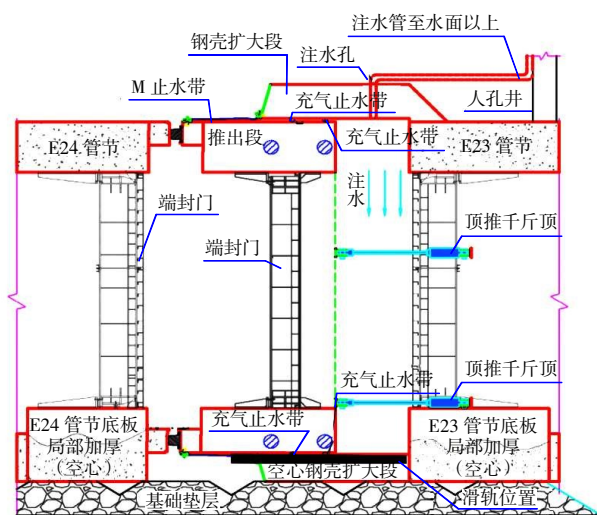 注水管至水面以上
钢壳扩大段
注水孔
M 止水带
充气止水带
人孔井
E24 管节
推出段
充气止水带
E23 管节
注水
端封门
端封门
顶推千斤顶
充气止水带
顶推千斤顶
E24 管节底板
局部加厚
（空心）
充气止水带
E23 管节底板
局部加厚
（空心）
空心钢壳扩大段
基础垫层
滑轨位置